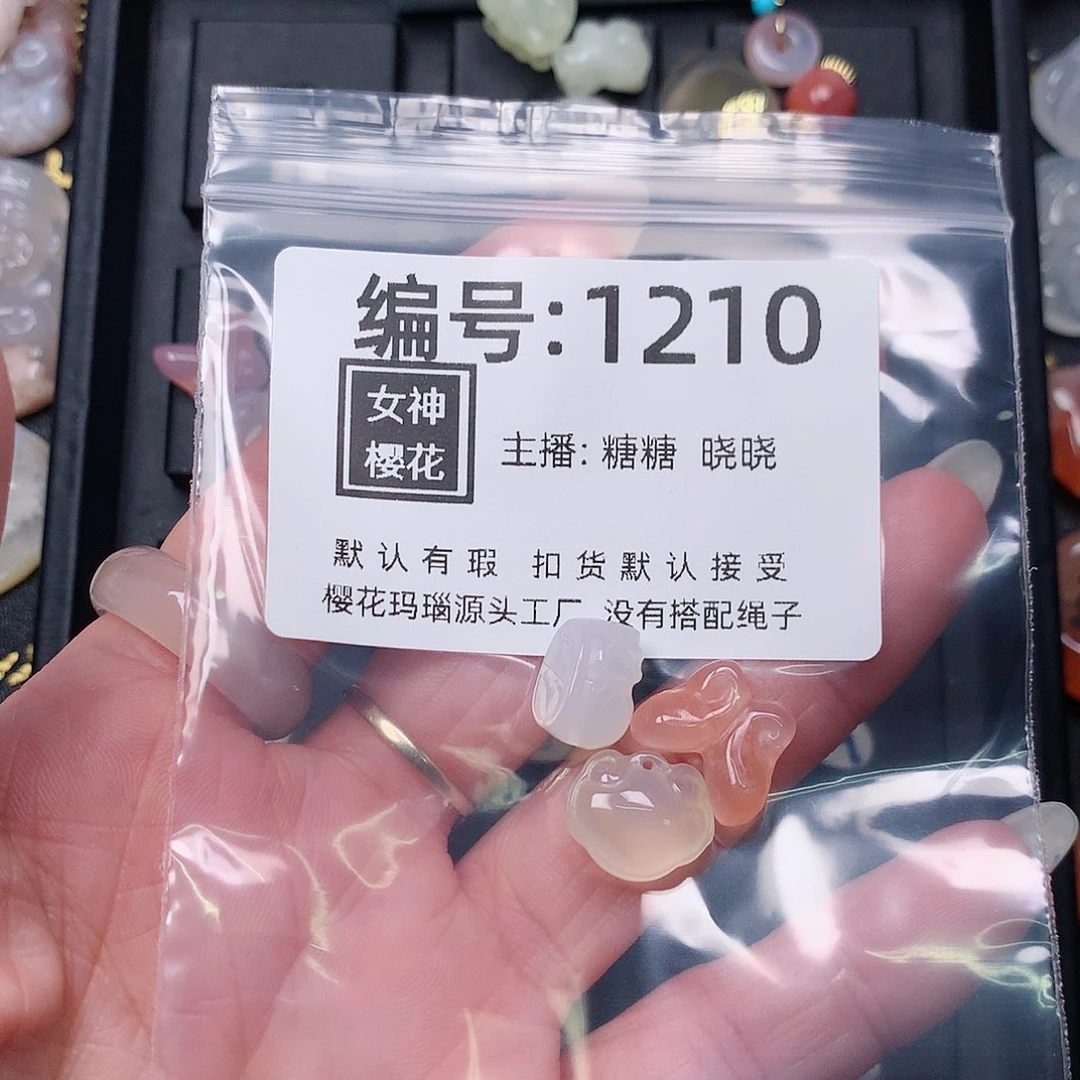 编号:1210
女神
樱花
主播: 糖糖 晓晓
默认有瑕 扣货默认接受
樱花玛瑙源头工厂 没有搭配绳子